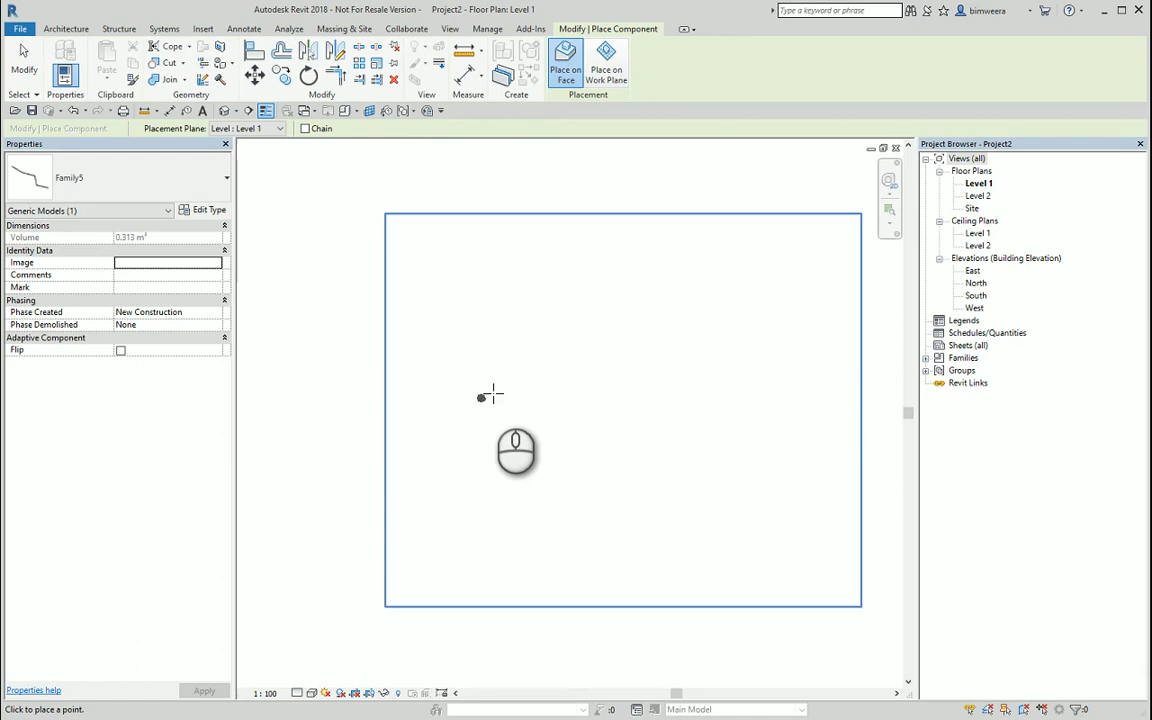 Autodesk Revit 2018 - Not For Resale Version - Project2 - Floor Plan: Level 1
Type a keyword or phrase
bimweera
File Architecture Structure Systems Insert Annotate Analyze Massing & Site Collaborate View Manage Add-Ins Modify | Place Component
Modify
Paste
Cope
Cut
Join
Place on Face
Place on Work Plane
Select Properties Clipboard Geometry Modify View Measure Create Placement
Modify | Place Component
Placement Plane: Level : Level 1
Chain
Properties
Family5
Generic Models (1)
Edit Type
Dimensions
Volume 0.313 m³
Identity Data
Image
Comments
Mark
Phasing
Phase Created New Construction
Phase Demolished None
Adaptive Component
Flip
Properties help
Apply
Project Browser - Project2
Views (all)
Floor Plans
Level 1
Level 2
Site
Ceiling Plans
Level 1
Level 2
Elevations (Building Elevation)
East
North
South
West
Legends
Schedules/Quantities
Sheets (all)
Families
Groups
Revit Links
1 : 100
Click to place a point.
:0
Main Model
:0